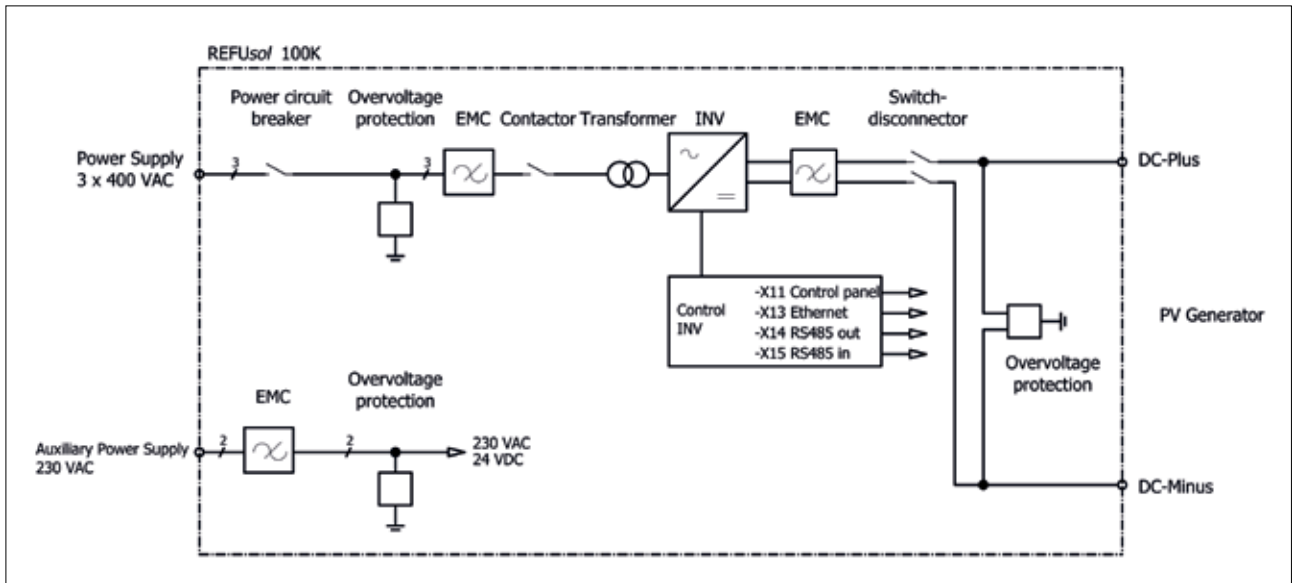 REFUsol 100K
Power circuit
breaker
Overvoltage
protection
EMC
Contactor
Transformer
INV
EMC
Switch-
disconnector
Power Supply
3 x 400 VAC
3
3
DC-Plus
Control
INV
-X11 Control panel
-X13 Ethernet
-X14 RS485 out
-X15 RS485 in
PV Generator
Overvoltage
protection
EMC
Overvoltage
protection
Auxiliary Power Supply
230 VAC
2
2
230 VAC
24 VDC
DC-Minus